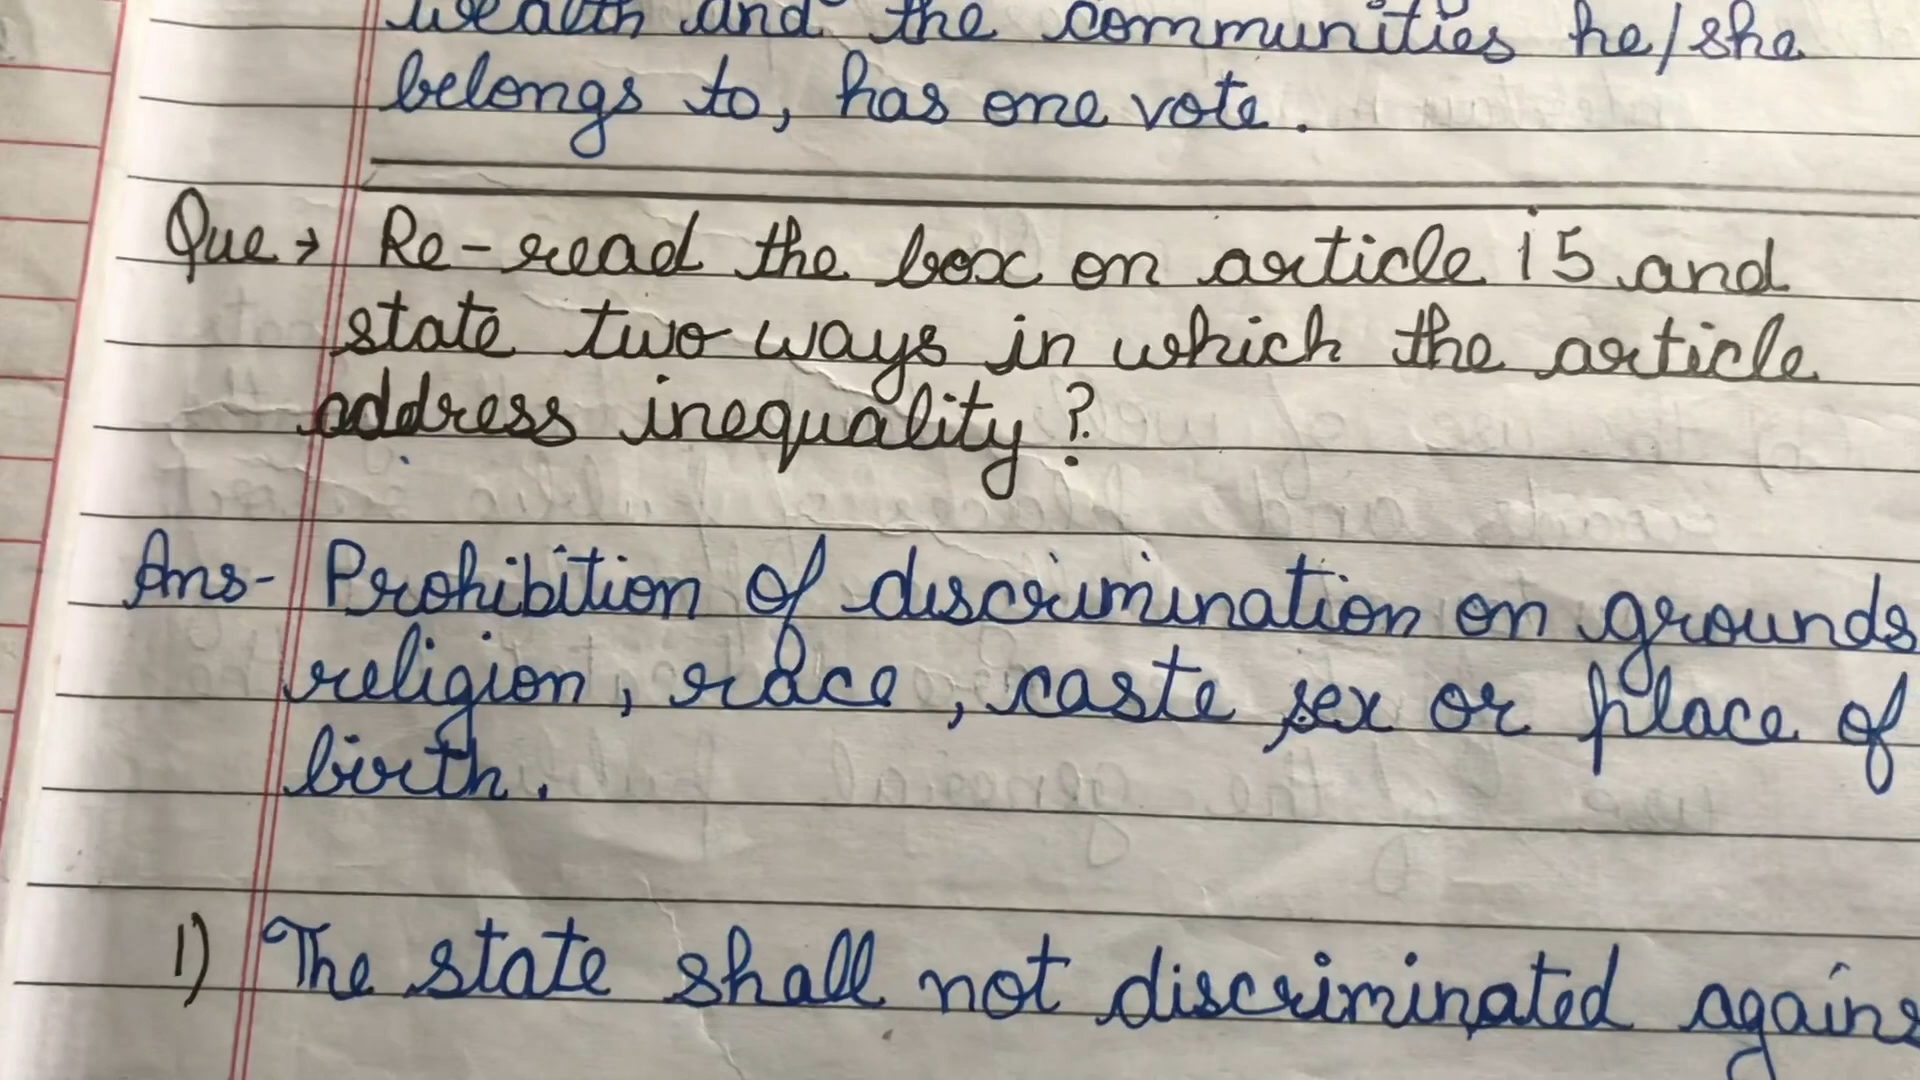 wealth and the communities he/she
belongs to, has one vote.
Que → Re-read the box on article 15 and
state two ways in which the article
address inequality?
Ans- Prohibition of discrimination on grounds
religion, race, caste, sex or place of
birth.
1) The state shall not discriminated agains